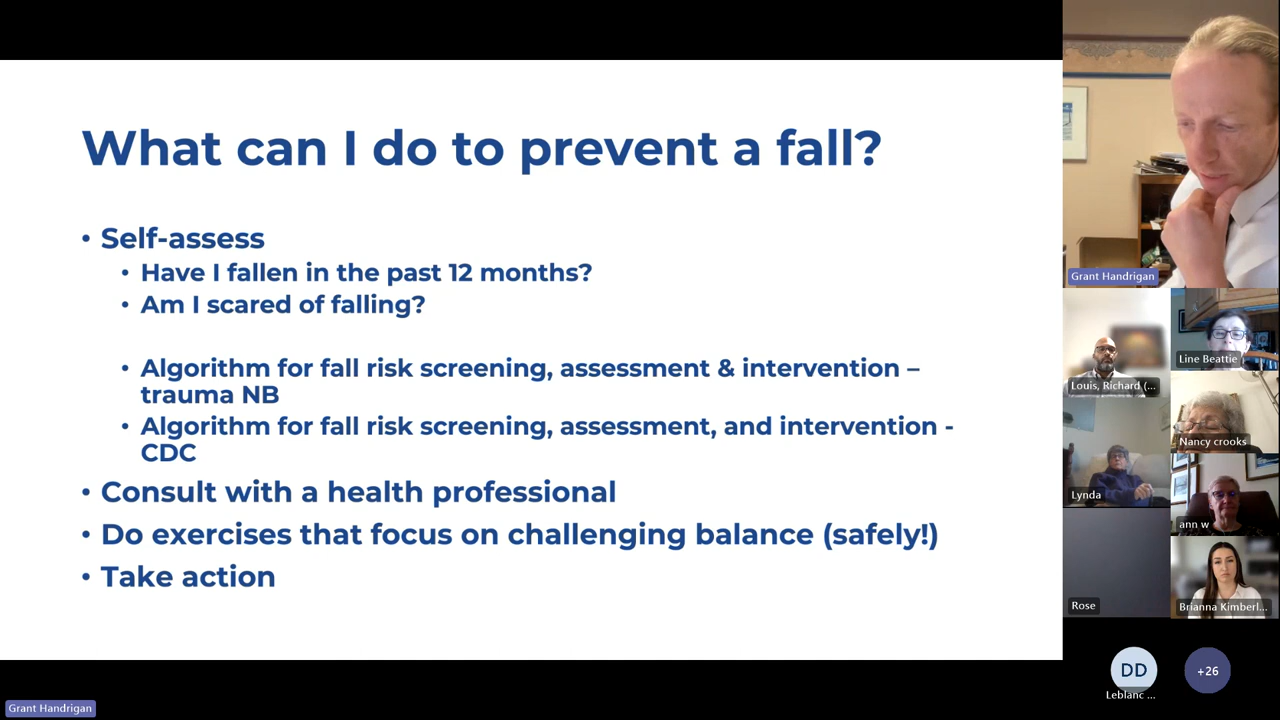 What can I do to prevent a fall?
• Self-assess
• Have I fallen in the past 12 months?
• Am I scared of falling?
• Algorithm for fall risk screening, assessment & intervention –
trauma NB
• Algorithm for fall risk screening, assessment, and intervention -
CDC
• Consult with a health professional
• Do exercises that focus on challenging balance (safely!)
• Take action
Grant Handrigan
Louis, Richard (...
Line Beattie
Nancy crooks
Lynda
ann w
Rose
Brianna Kimberl...
DD
Leblanc ...
+26
Grant Handrigan